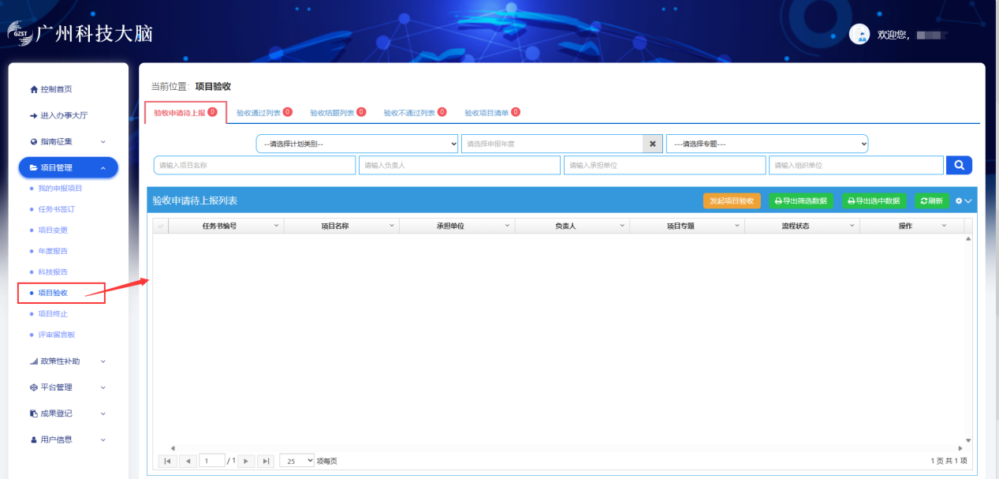 GZST 广州科技大脑
欢迎您，
控制首页
进入办事大厅
指南征集
项目管理
我的申报项目
任务书签订
项目变更
年度报告
科技报告
项目验收
项目终止
评审留言板
政策性补助
平台管理
成果登记
用户信息
当前位置：项目验收
验收申请待上报 0 验收通过列表 0 验收结题列表 0 验收不通过列表 0 验收项目清单 0
--请选择计划类别-- 请选择申报年度 ---请选择专题---
请输入项目名称 请输入负责人 请输入承担单位 请输入组织单位
验收申请待上报列表 发起项目验收 导出筛选数据 导出选中数据 刷新
任务书编号 项目名称 承担单位 负责人 项目专题 流程状态 操作
1 / 1 25 项每页 1 页 共 1 项